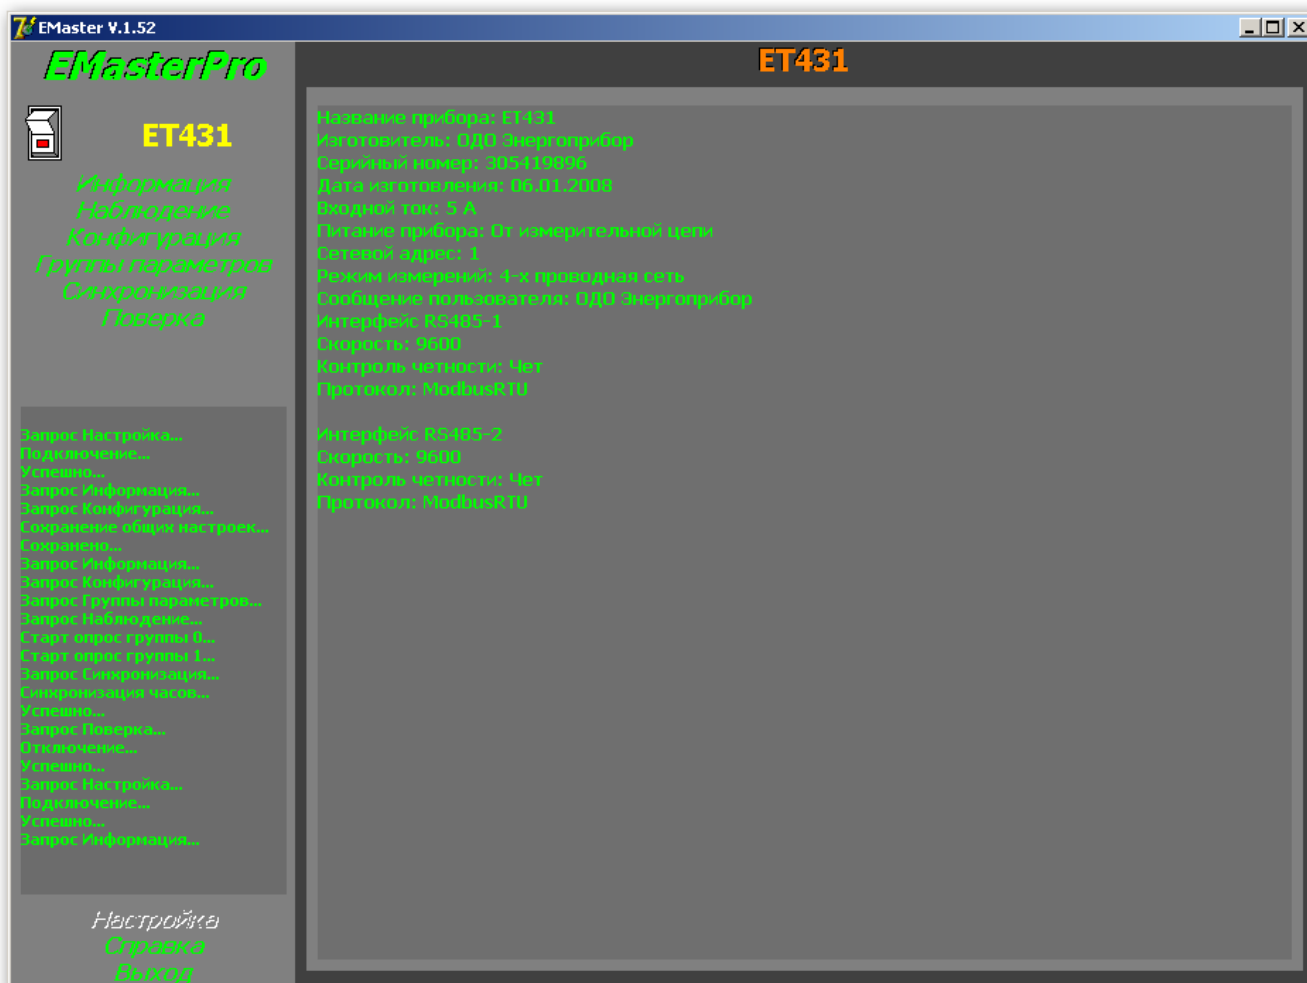 EMaster V.1.52
EMasterPro
ET431
Информация
Наблюдение
Конфигурация
Группы параметров
Синхронизация
Поверка
Запрос Настройка...
Подключение...
Успешно...
Запрос Информация...
Запрос Конфигурация...
Сохранение общих настроек...
Сохранено...
Запрос Информация...
Запрос Конфигурация...
Запрос Группы параметров...
Запрос Наблюдение...
Старт опрос группы 0...
Старт опрос группы 1...
Запрос Синхронизация...
Синхронизация часов...
Успешно...
Запрос Поверка...
Отключение...
Успешно...
Запрос Настройка...
Подключение...
Успешно...
Запрос Информация...
Настройка
Справка
Выход
ET431
Название прибора: ET431
Изготовитель: ОДО Энергоприбор
Серийный номер: 305419896
Дата изготовления: 06.01.2008
Входной ток: 5 А
Питание прибора: От измерительной цепи
Сетевой адрес: 1
Режим измерений: 4-х проводная сеть
Сообщение пользователя: ОДО Энергоприбор
Интерфейс RS485-1
Скорость: 9600
Контроль четности: Чет
Протокол: ModbusRTU
Интерфейс RS485-2
Скорость: 9600
Контроль четности: Чет
Протокол: ModbusRTU